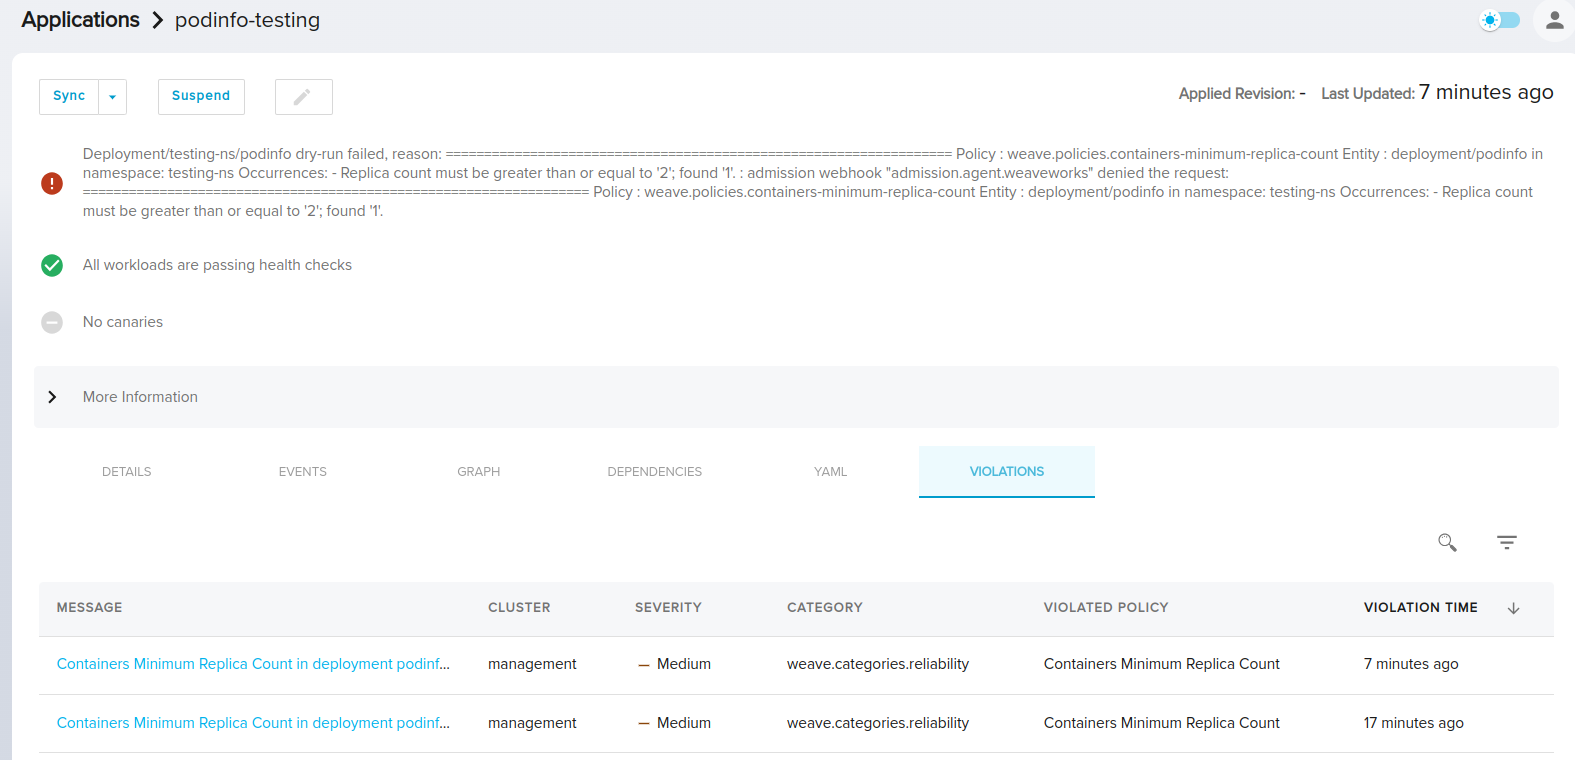 Applications > podinfo-testing
Sync
Suspend
Applied Revision: -
Last Updated: 7 minutes ago
Deployment/testing-ns/podinfo dry-run failed, reason: ================================================================== Policy : weave.policies.containers-minimum-replica-count Entity : deployment/podinfo in
namespace: testing-ns Occurrences: - Replica count must be greater than or equal to '2'; found '1'. : admission webhook "admission.agent.weaveworks" denied the request:
================================================================== Policy : weave.policies.containers-minimum-replica-count Entity : deployment/podinfo in namespace: testing-ns Occurrences: - Replica count
must be greater than or equal to '2'; found '1'.
All workloads are passing health checks
No canaries
More Information
DETAILS EVENTS GRAPH DEPENDENCIES YAML VIOLATIONS
MESSAGE CLUSTER SEVERITY CATEGORY VIOLATED POLICY VIOLATION TIME
Containers Minimum Replica Count in deployment podinf... management Medium weave.categories.reliability Containers Minimum Replica Count 7 minutes ago
Containers Minimum Replica Count in deployment podinf... management Medium weave.categories.reliability Containers Minimum Replica Count 17 minutes ago